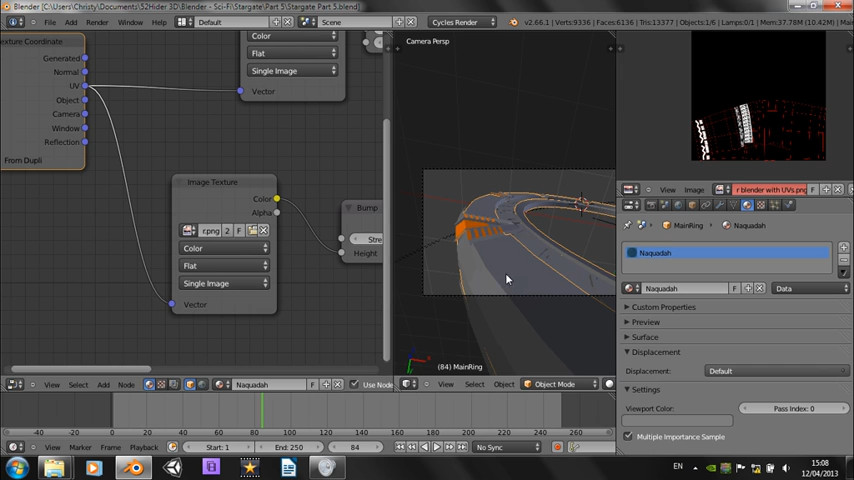 Blender [C:\Users\Christy\Documents\52Hider 3D\Blender - Sci-Fi\Stargate Part 5\Stargate Part 5.blend]
File Add Render Window Help Default Scene Cycles Render v2.66.1 | Verts:9336 | Faces:6136 | Tris:13377 | Objects:1/6 | Lamps:0/1 | Mem:37.78M (10.42M) | Main
exture Coordinate
Generated
Normal
UV
Object
Camera
Window
Reflection
From Dupli
Color
Flat
Single Image
Vector
Image Texture
Color
Alpha
r.png 2 F
Color
Flat
Single Image
Vector
Bump
Stre
Height
Camera Persp
(84) MainRing
View Image r blender with UVs.png F
MainRing Naquadah
Naquadah
Naquadah F Data
Custom Properties
Preview
Surface
Displacement
Displacement: Default
Settings
Viewport Color: Pass Index: 0
Multiple Importance Sample
View Select Add Node Naquadah F Use Node
View Select Object Object Mode
-40 -20 0 20 40 60 80 100 120 140 160 180 200 220 240 260
View Marker Frame Playback Start: 1 End: 250 84 No Sync
EN 15:08
12/04/2013